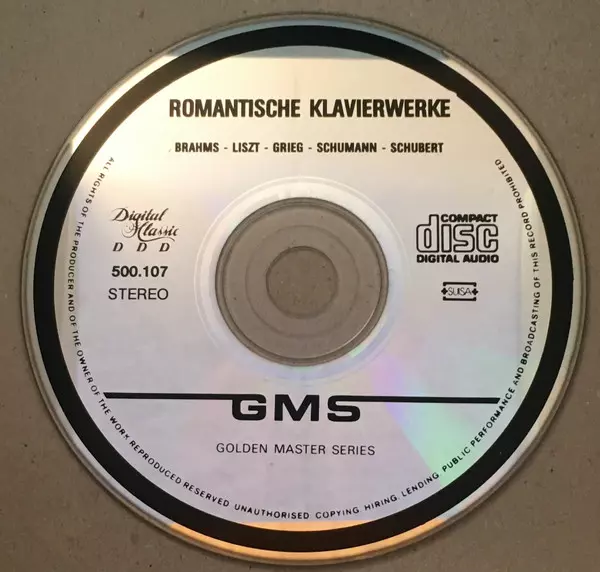 ROMANTISCHE KLAVIERWERKE
BRAHMS - LISZT - GRIEG - SCHUMANN - SCHUBERT
Digital Classic
DDD
500.107
STEREO
COMPACT
disc
DIGITAL AUDIO
SUISA
GMS
GOLDEN MASTER SERIES
ALL RIGHTS OF THE PRODUCER AND OF THE OWNER OF THE WORK REPRODUCED RESERVED UNAUTHORISED COPYING HIRING, LENDING PUBLIC PERFORMANCE AND BROADCASTING OF THIS RECORD PROHIBITED